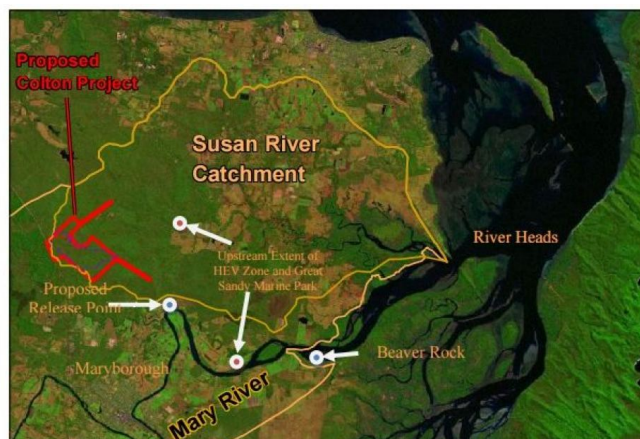 Proposed
Colton Project
Susan River
Catchment
Upstream Extent of
HEV Zone and Great
Sandy Marine Park
River Heads
Proposed
Release Point
Maryborough
Beaver Rock
Mary River